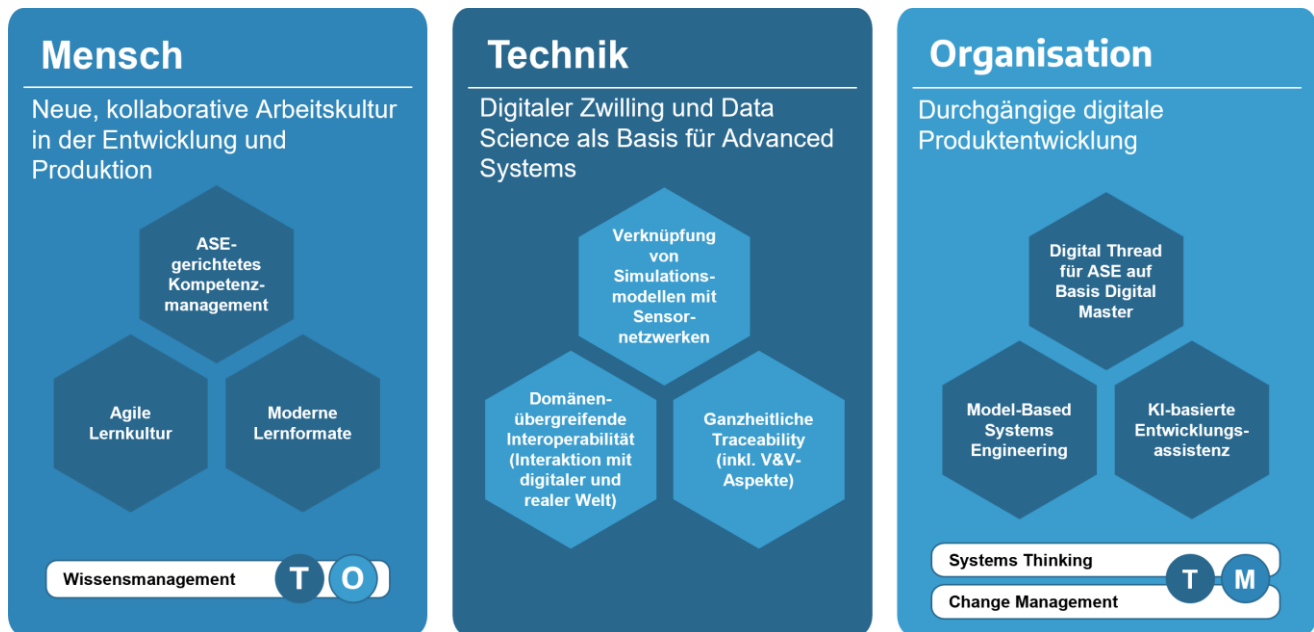 Mensch
Neue, kollaborative Arbeitskultur
in der Entwicklung und
Produktion
ASE-
gerichtetes
Kompetenz-
management
Agile
Lernkultur
Moderne
Lernformate
Wissensmanagement
T O
Technik
Digitaler Zwilling und Data
Science als Basis für Advanced
Systems
Verknüpfung
von
Simulations-
modellen mit
Sensor-
netzwerken
Domänen-
übergreifende
Interoperabilität
(Interaktion mit
digitaler und
realer Welt)
Ganzheitliche
Traceability
(inkl. V&V-
Aspekte)
Organisation
Durchgängige digitale
Produktentwicklung
Digital Thread
für ASE auf
Basis Digital
Master
Model-Based
Systems
Engineering
KI-basierte
Entwicklungs-
assistenz
Systems Thinking
Change Management
T M